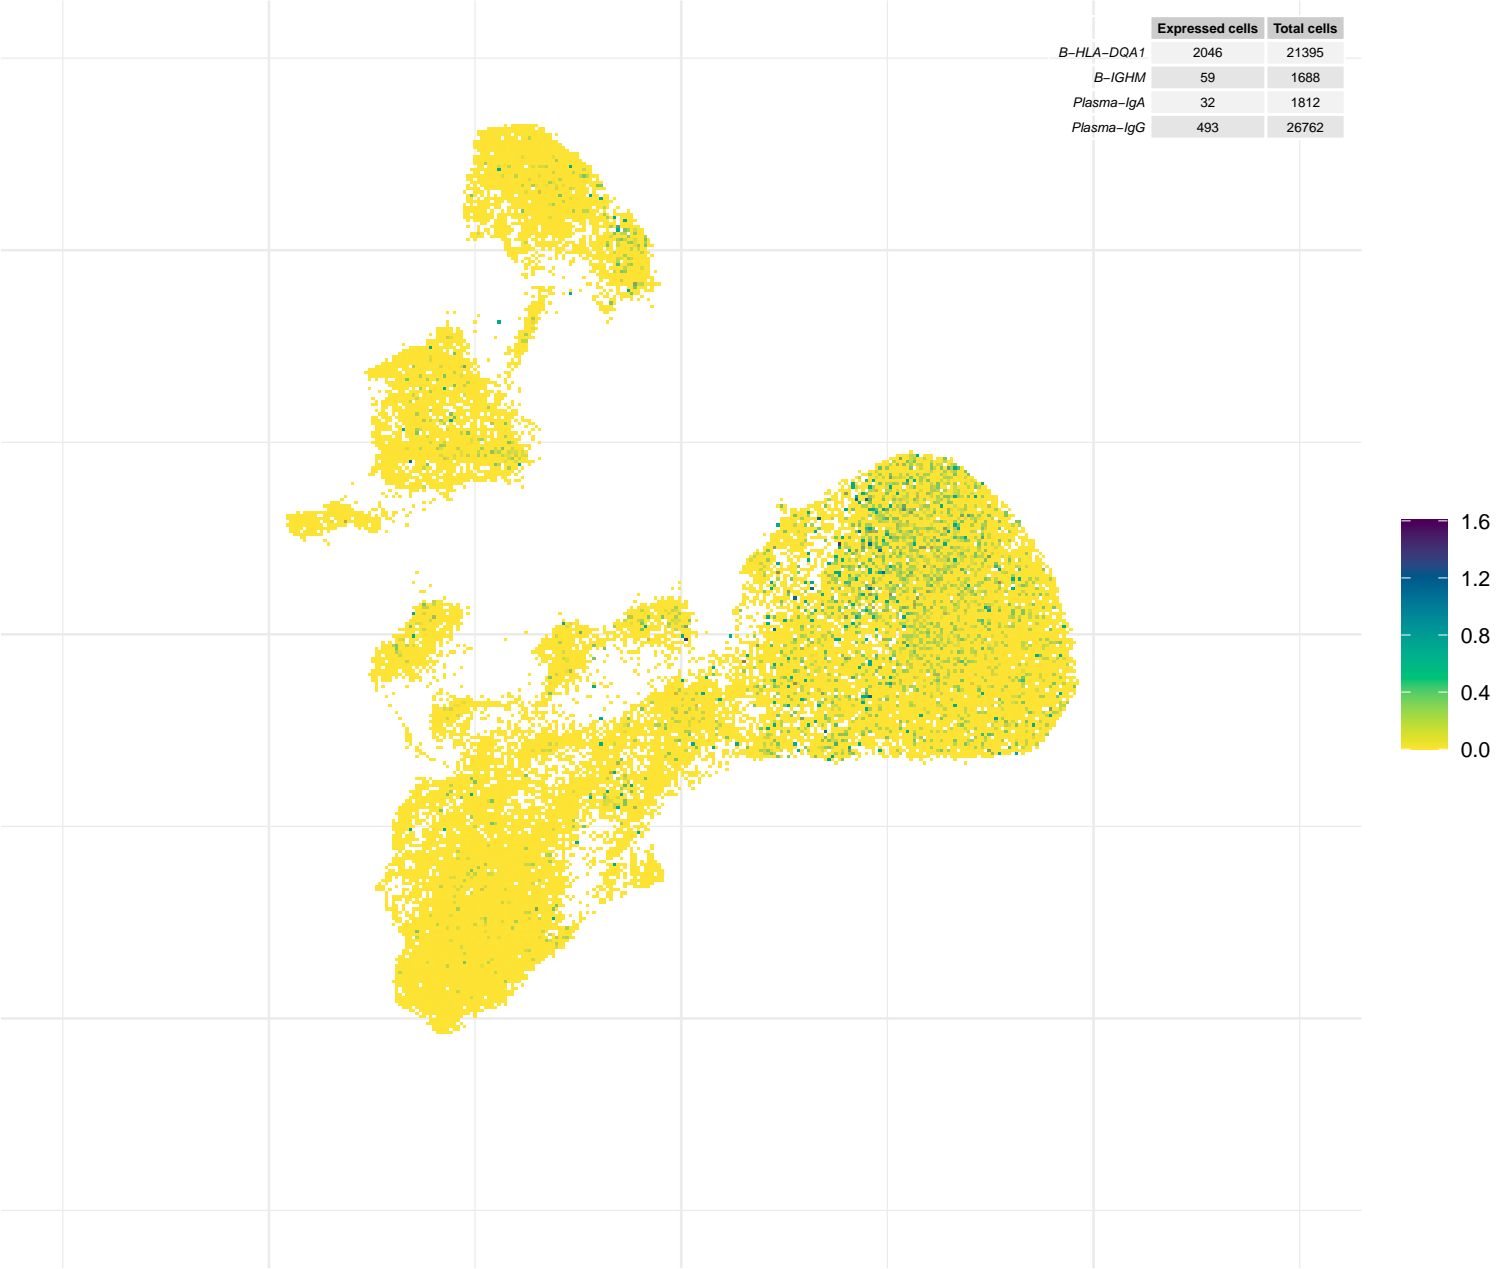 Expressed cells Total cells
B−HLA−DQA1 2046 21395
B−IGHM 59 1688
Plasma−IgA 32 1812
Plasma−IgG 493 26762
1.6
1.2
0.8
0.4
0.0